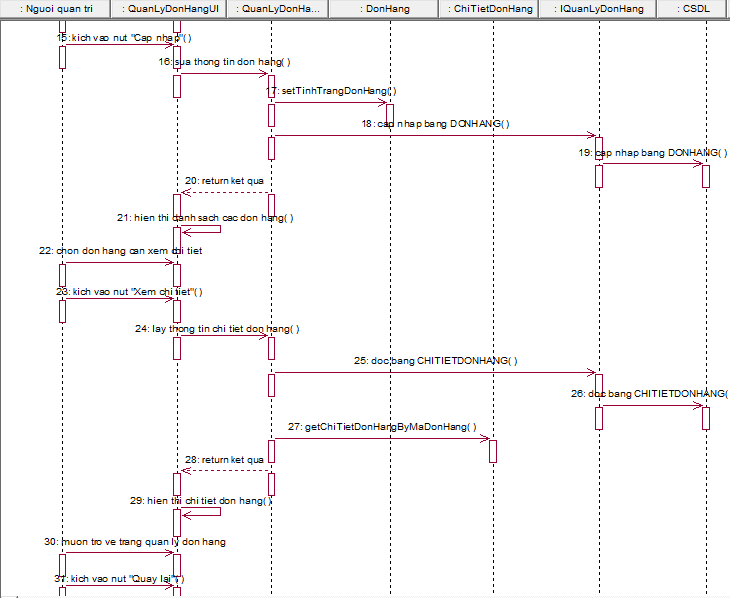 : Nguoi quan tri
: QuanLyDonHangUI
: QuanLyDonHa...
: DonHang
: ChiTietDonHang
: IQuanLyDonHang
: CSDL
15: kich vao nut "Cap nhap"( )
16: sua thong tin don hang( )
17: setTinhTrangDonHang( )
18: cap nhap bang DONHANG( )
19: cap nhap bang DONHANG( )
20: return ket qua
21: hien thi danh sach cac don hang( )
22: chon don hang can xem chi tiet
23: kich vao nut "Xem chi tiet"( )
24: lay thong tin chi tiet don hang( )
25: doc bang CHITIETDONHANG( )
26: doc bang CHITIETDONHANG(
27: getChiTietDonHangByMaDonHang( )
28: return ket qua
29: hien thi chi tiet don hang( )
30: muon tro ve trang quan ly don hang
31: kich vao nut "Quay lai"( )